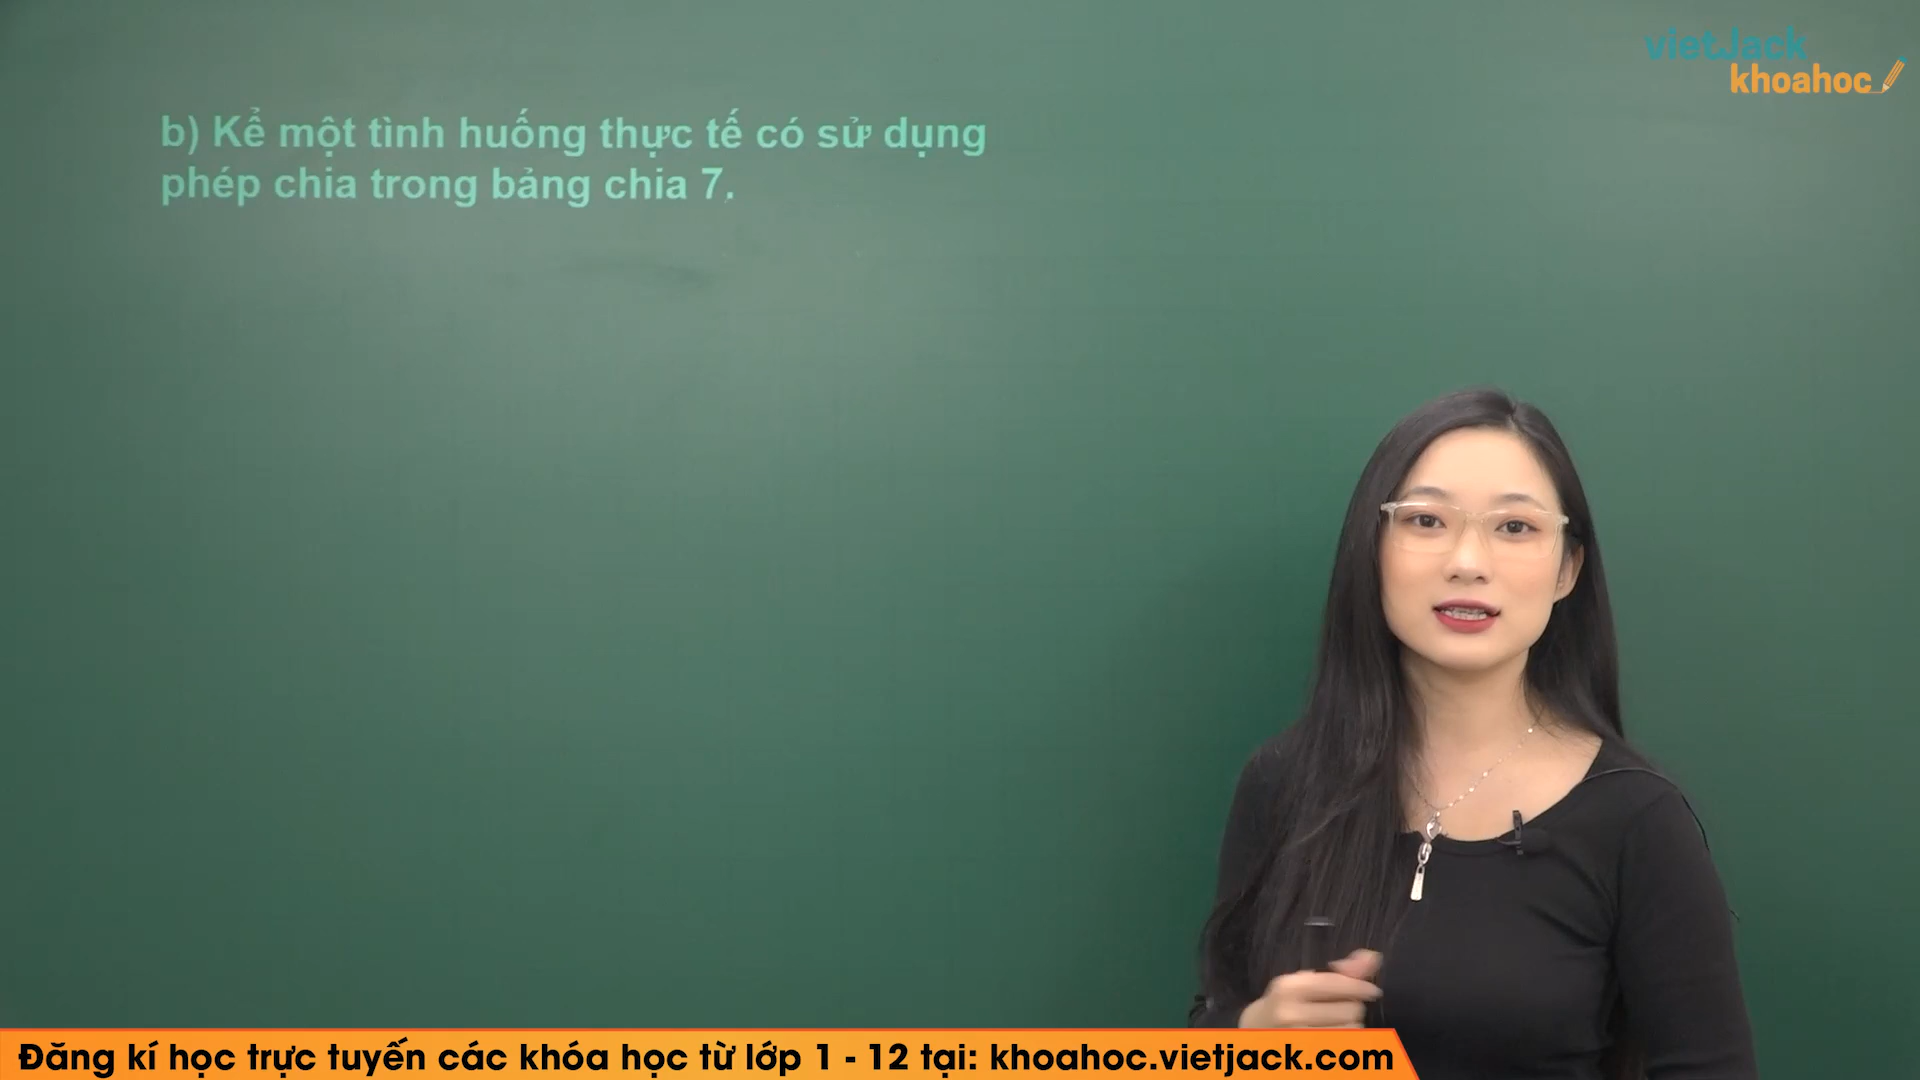 vietJack
khoahoc
b) Kể một tình huống thực tế có sử dụng
phép chia trong bảng chia 7.
Đăng kí học trực tuyến các khóa học từ lớp 1 - 12 tại: khoahoc.vietjack.com